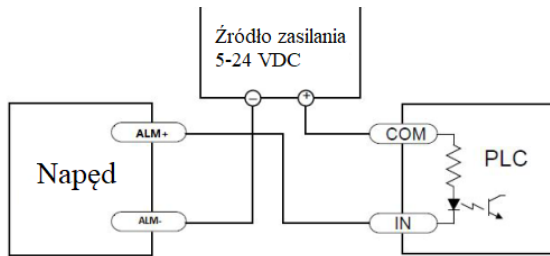 Źródło zasilania
5-24 VDC
−
+
ALM+
COM
Napęd
PLC
ALM-
IN